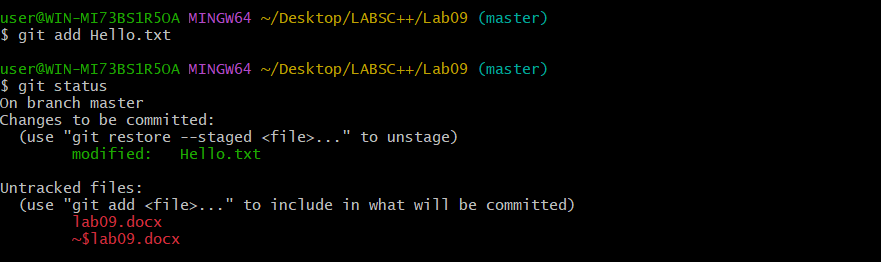 user@WIN-MI73BS1R5OA MINGW64 ~/Desktop/LABSC++/Lab09 (master)
$ git add Hello.txt
user@WIN-MI73BS1R5OA MINGW64 ~/Desktop/LABSC++/Lab09 (master)
$ git status
On branch master
Changes to be committed:
  (use "git restore --staged <file>..." to unstage)
        modified:   Hello.txt
Untracked files:
  (use "git add <file>..." to include in what will be committed)
        lab09.docx
        ~$lab09.docx